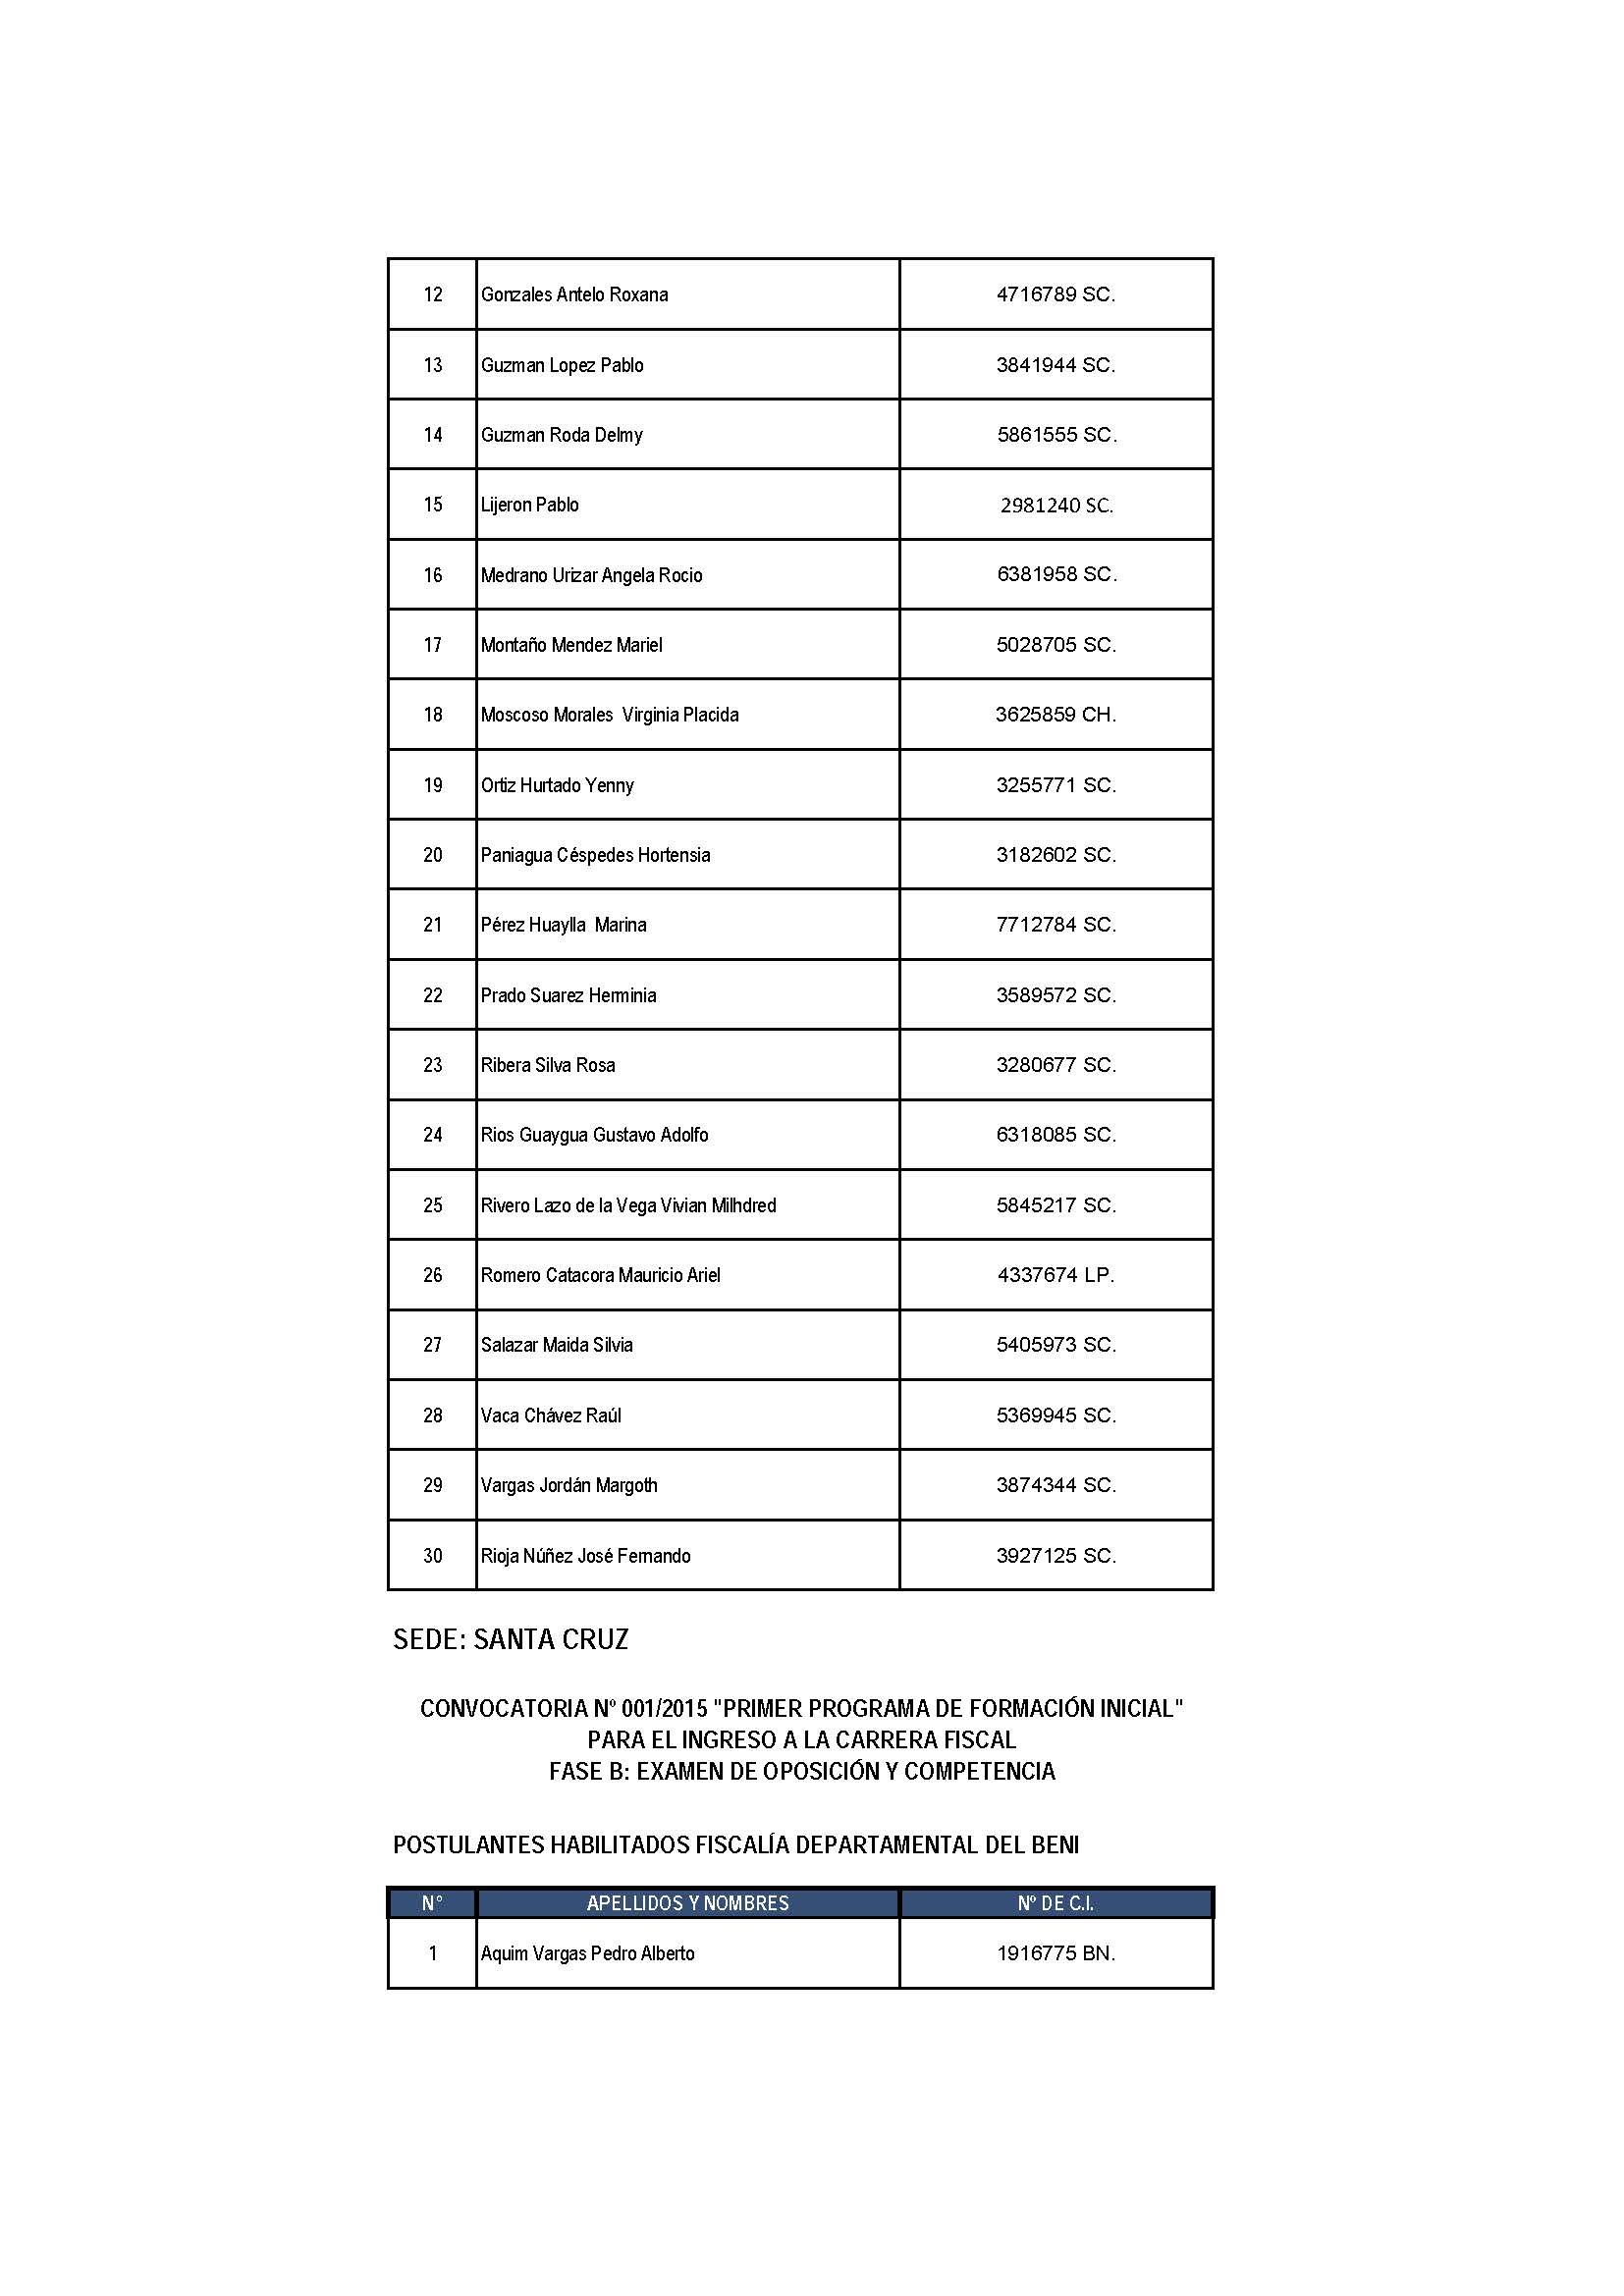 12 Gonzales Antelo Roxana 4716789 SC.
13 Guzman Lopez Pablo 3841944 SC.
14 Guzman Roda Delmy 5861555 SC.
15 Lijeron Pablo 2981240 SC.
16 Medrano Urizar Angela Rocio 6381958 SC.
17 Montaño Mendez Mariel 5028705 SC.
18 Moscoso Morales Virginia Placida 3625859 CH.
19 Ortiz Hurtado Yenny 3255771 SC.
20 Paniagua Céspedes Hortensia 3182602 SC.
21 Pérez Huaylla Marina 7712784 SC.
22 Prado Suarez Herminia 3589572 SC.
23 Ribera Silva Rosa 3280677 SC.
24 Rios Guaygua Gustavo Adolfo 6318085 SC.
25 Rivero Lazo de la Vega Vivian Milhdred 5845217 SC.
26 Romero Catacora Mauricio Ariel 4337674 LP.
27 Salazar Maida Silvia 5405973 SC.
28 Vaca Chávez Raúl 5369945 SC.
29 Vargas Jordán Margoth 3874344 SC.
30 Rioja Núñez José Fernando 3927125 SC.
SEDE: SANTA CRUZ
CONVOCATORIA Nº 001/2015 "PRIMER PROGRAMA DE FORMACIÓN INICIAL"
PARA EL INGRESO A LA CARRERA FISCAL
FASE B: EXAMEN DE OPOSICIÓN Y COMPETENCIA
POSTULANTES HABILITADOS FISCALÍA DEPARTAMENTAL DEL BENI
N° APELLIDOS Y NOMBRES Nº DE C.I.
1 Aquim Vargas Pedro Alberto 1916775 BN.